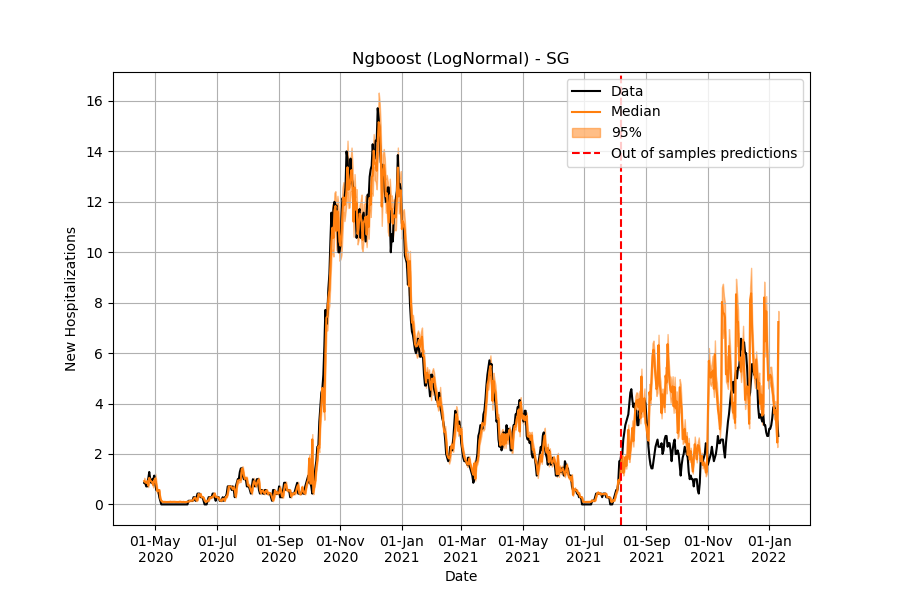 Ngboost (LogNormal) - SG
Data
Median
95%
Out of samples predictions
New Hospitalizations
16
14
12
10
8
6
4
2
0
01-May 01-Jul 01-Sep 01-Nov 01-Jan 01-Mar 01-May 01-Jul 01-Sep 01-Nov 01-Jan
2020 2020 2020 2020 2021 2021 2021 2021 2021 2021 2022
Date